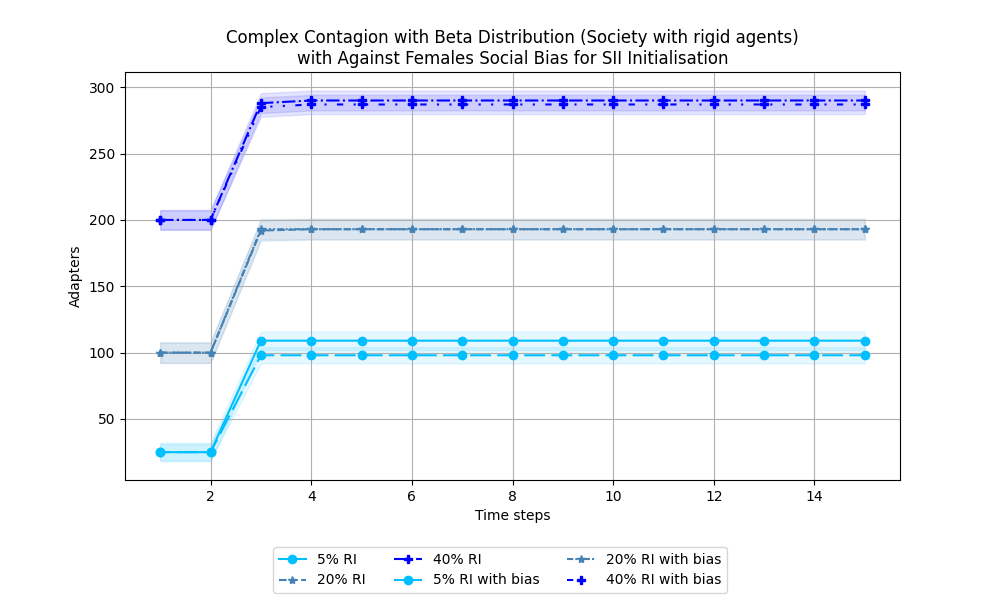 Complex Contagion with Beta Distribution (Society with rigid agents)
with Against Females Social Bias for SII Initialisation
300
250
200
150
100
50
Adapters
2 4 6 8 10 12 14
Time steps
5% RI 40% RI 20% RI with bias
20% RI 5% RI with bias 40% RI with bias